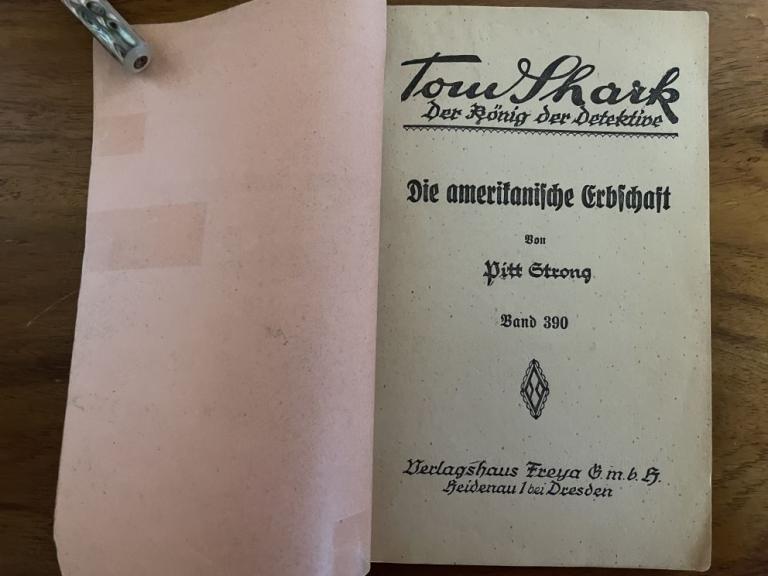 Tom Shark
Der König der Detektive
Die amerikanische Erbschaft
Von
Pitt Strong
Band 390
Verlagshaus Freya G.m.b.H.
Heidenau 1 bei Dresden